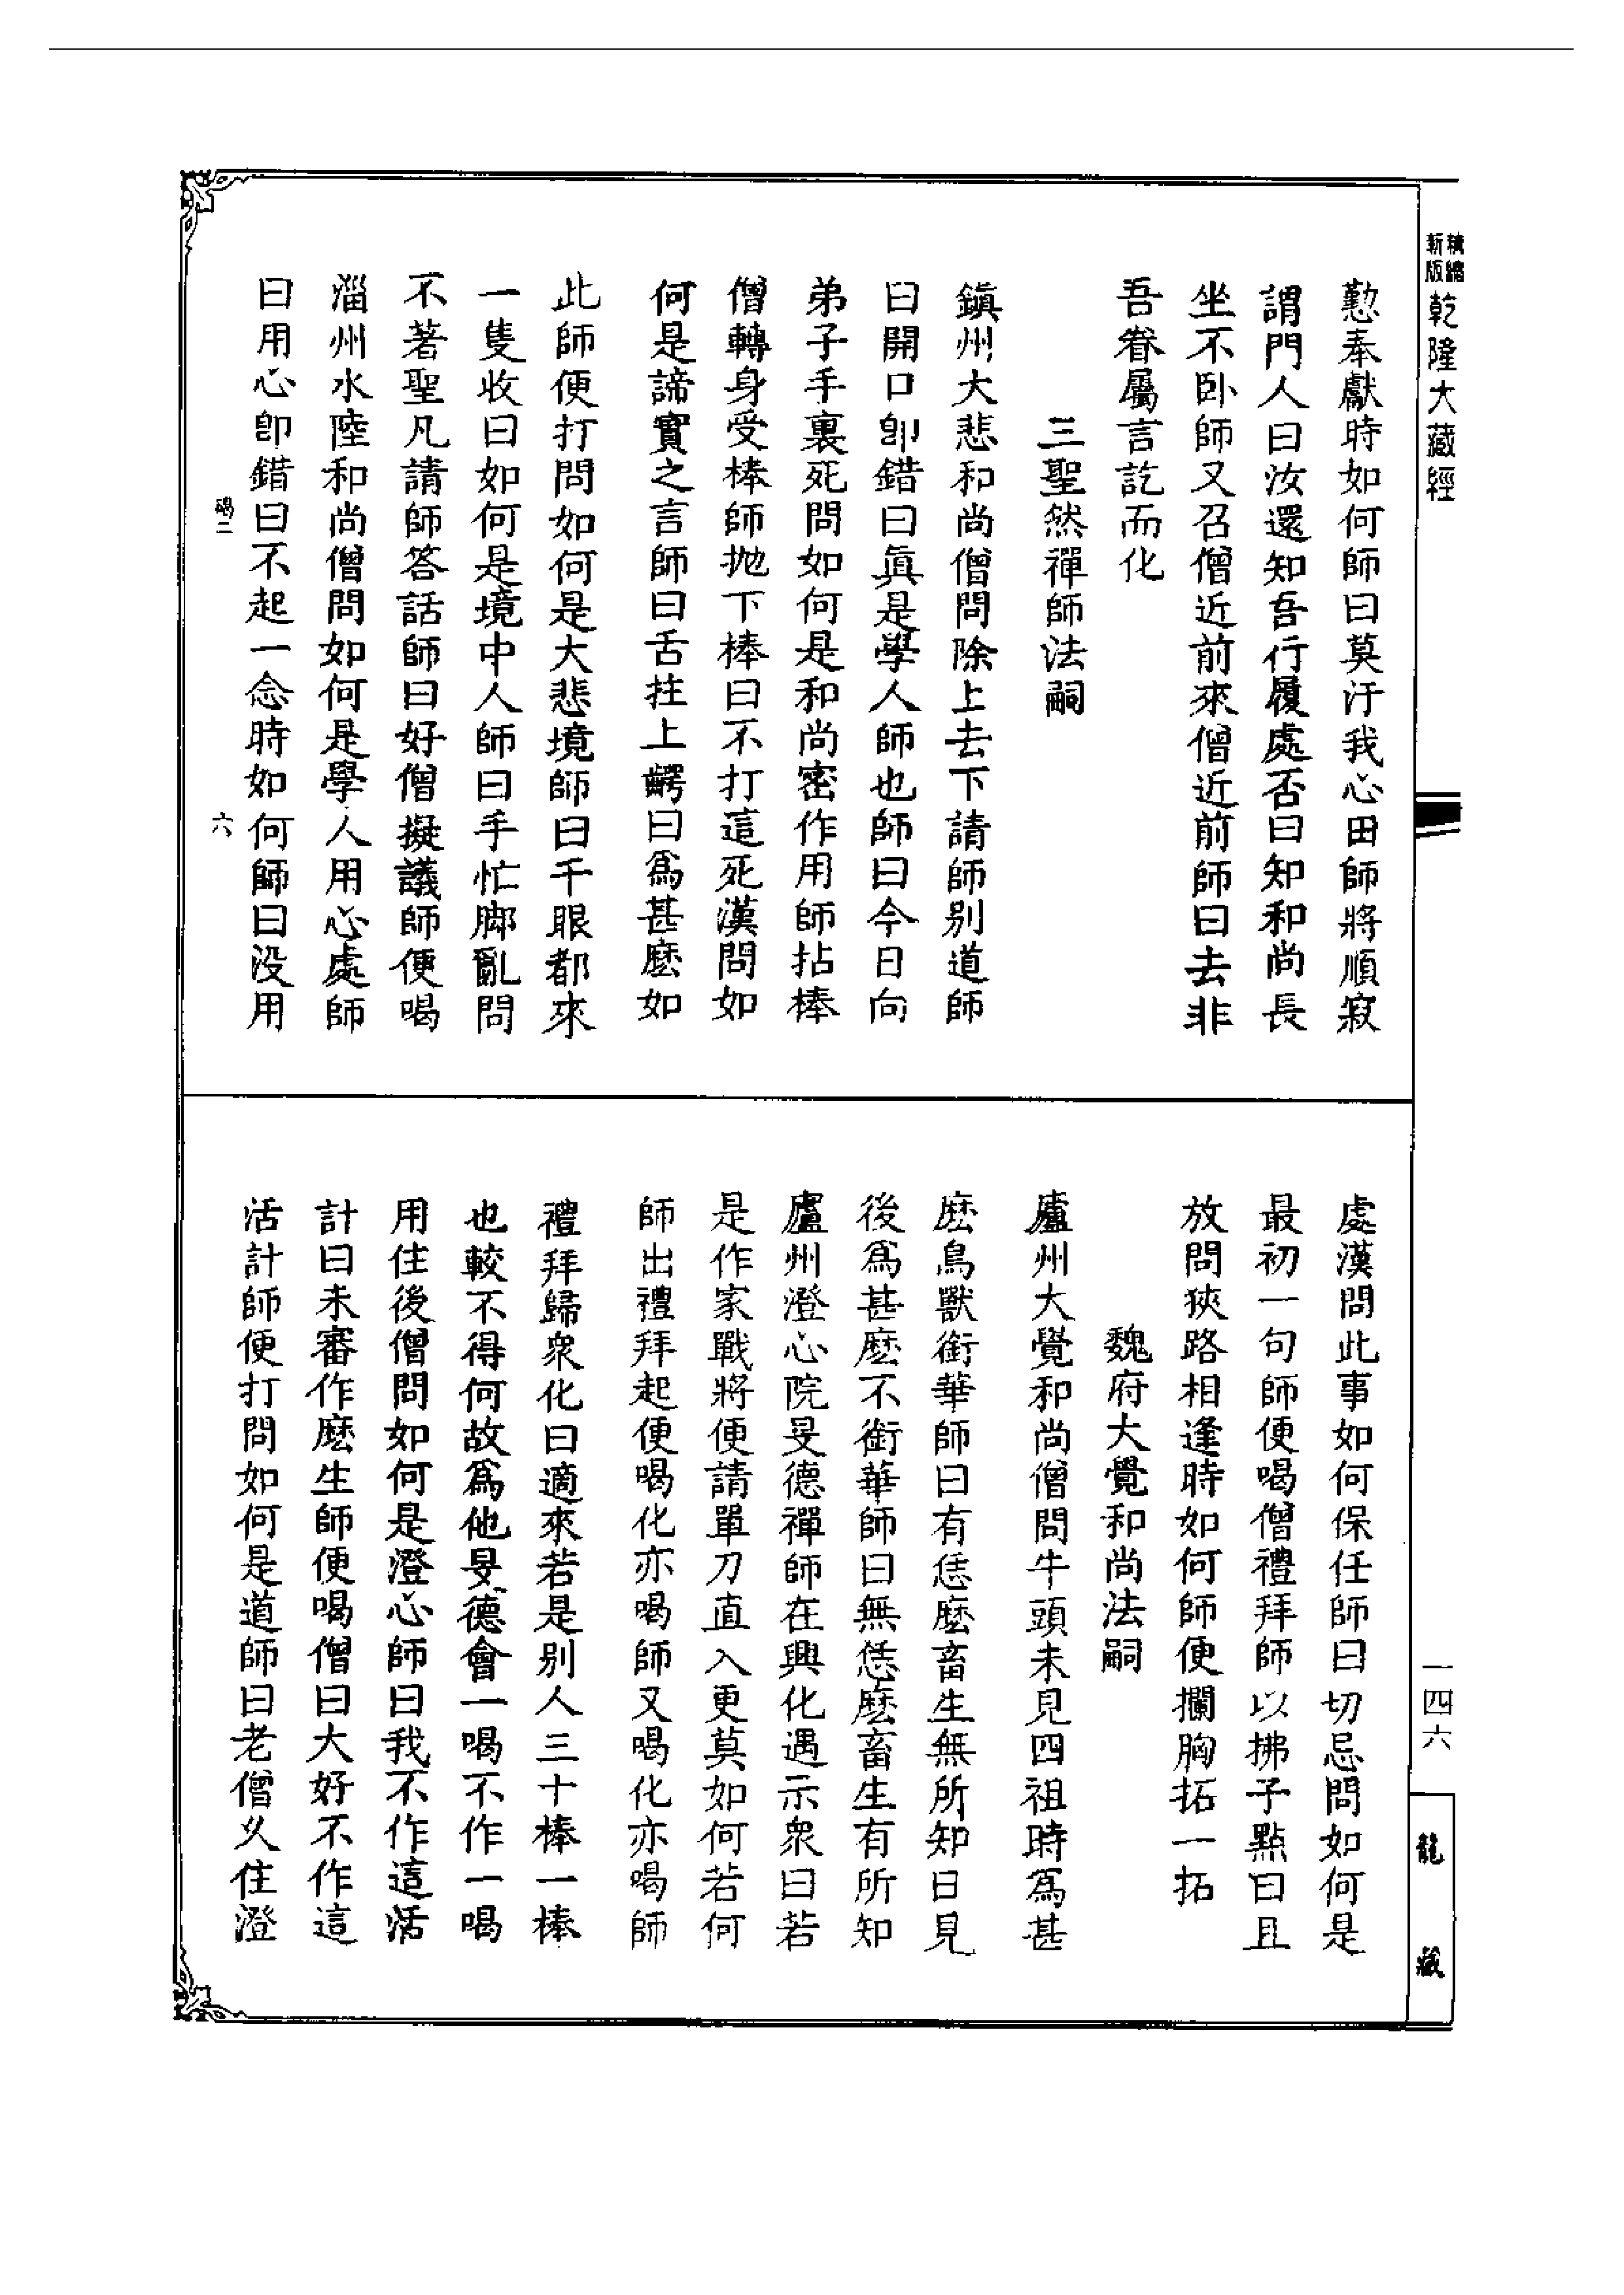 精縮
新版
乾隆大藏經
懃奉獻時如何師曰莫汙我心田師將順寂
謂門人曰汝還知吾行履處否曰知和尚長
坐不臥師又召僧近前來僧近前師曰去非
吾眷屬言訖而化
三聖然禪師法嗣
鎮州大悲和尚僧問除上去下請師別道師
曰開口卽錯曰眞是學人師也師曰今日向
弟子手裏死問如何是和尚密作用師拈棒
僧轉身受棒師抛下棒曰不打這死漢問如
何是諦實之言師曰舌拄上齶曰爲甚麽如
此師便打問如何是大悲境師曰千眼都來
一隻收曰如何是境中人師曰手忙脚亂問
不著聖凡請師答話師曰好僧擬議師便喝
淄州水陸和尚僧問如何是學人用心處師
曰用心卽錯曰不起一念時如何師曰没用
碣二
六
處漢問此事如何保任師曰切忌問如何是
最初一句師便喝僧禮拜師以拂子點曰且
放問狹路相逢時如何師便攔胸拓一拓
魏府大覺和尚法嗣
廬州大覺和尚僧問牛頭未見四祖時爲甚
麽鳥獸銜華師曰有恁麽畜生無所知曰見
後爲甚麽不銜華師曰無恁麽畜生有所知
廬州澄心院旻德禪師在興化遇示衆曰若
是作家戰將便請單刀直入更莫如何若何
師出禮拜起便喝化亦喝師又喝化亦喝師
禮拜歸衆化曰適來若是别人三十棒一棒
也較不得何故爲他旻德會一喝不作一喝
用住後僧問如何是澄心師曰我不作這活
計曰未審作麽生師便喝僧曰大好不作這
活計師便打問如何是道師曰老僧久住澄
一四六
龍藏